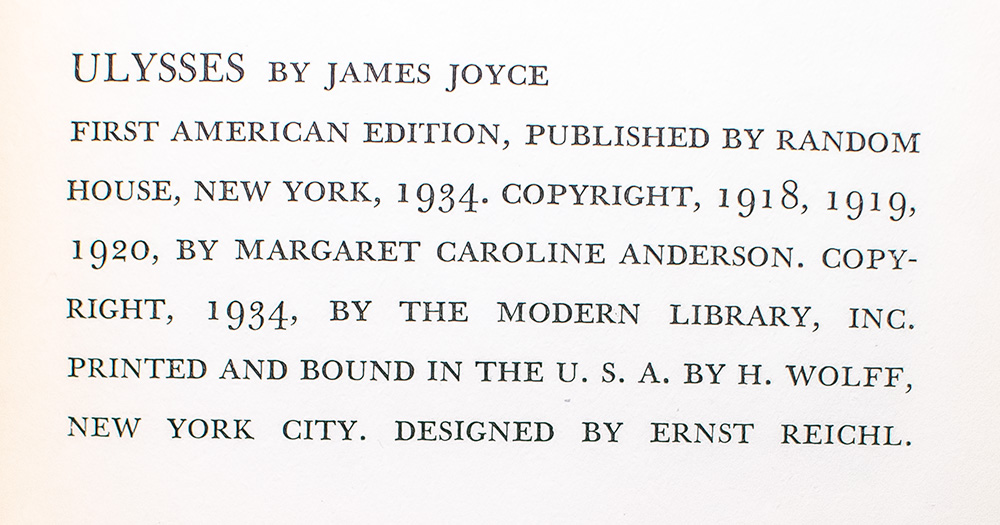 ULYSSES BY JAMES JOYCE
FIRST AMERICAN EDITION, PUBLISHED BY RANDOM
HOUSE, NEW YORK, 1934. COPYRIGHT, 1918, 1919,
1920, BY MARGARET CAROLINE ANDERSON. COPY-
RIGHT, 1934, BY THE MODERN LIBRARY, INC.
PRINTED AND BOUND IN THE U. S. A. BY H. WOLFF,
NEW YORK CITY. DESIGNED BY ERNST REICHL.